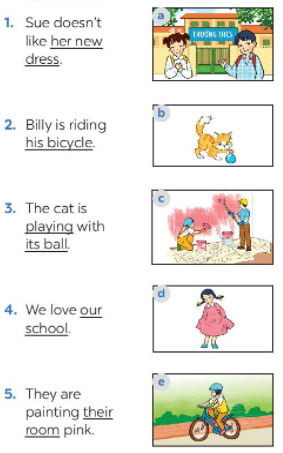 1. Sue doesn't
like her new
dress.
a
TRƯỜNG THCS
2. Billy is riding
his bicycle.
b
3. The cat is
playing with
its ball.
c
4. We love our
school.
d
5. They are
painting their
room pink.
e